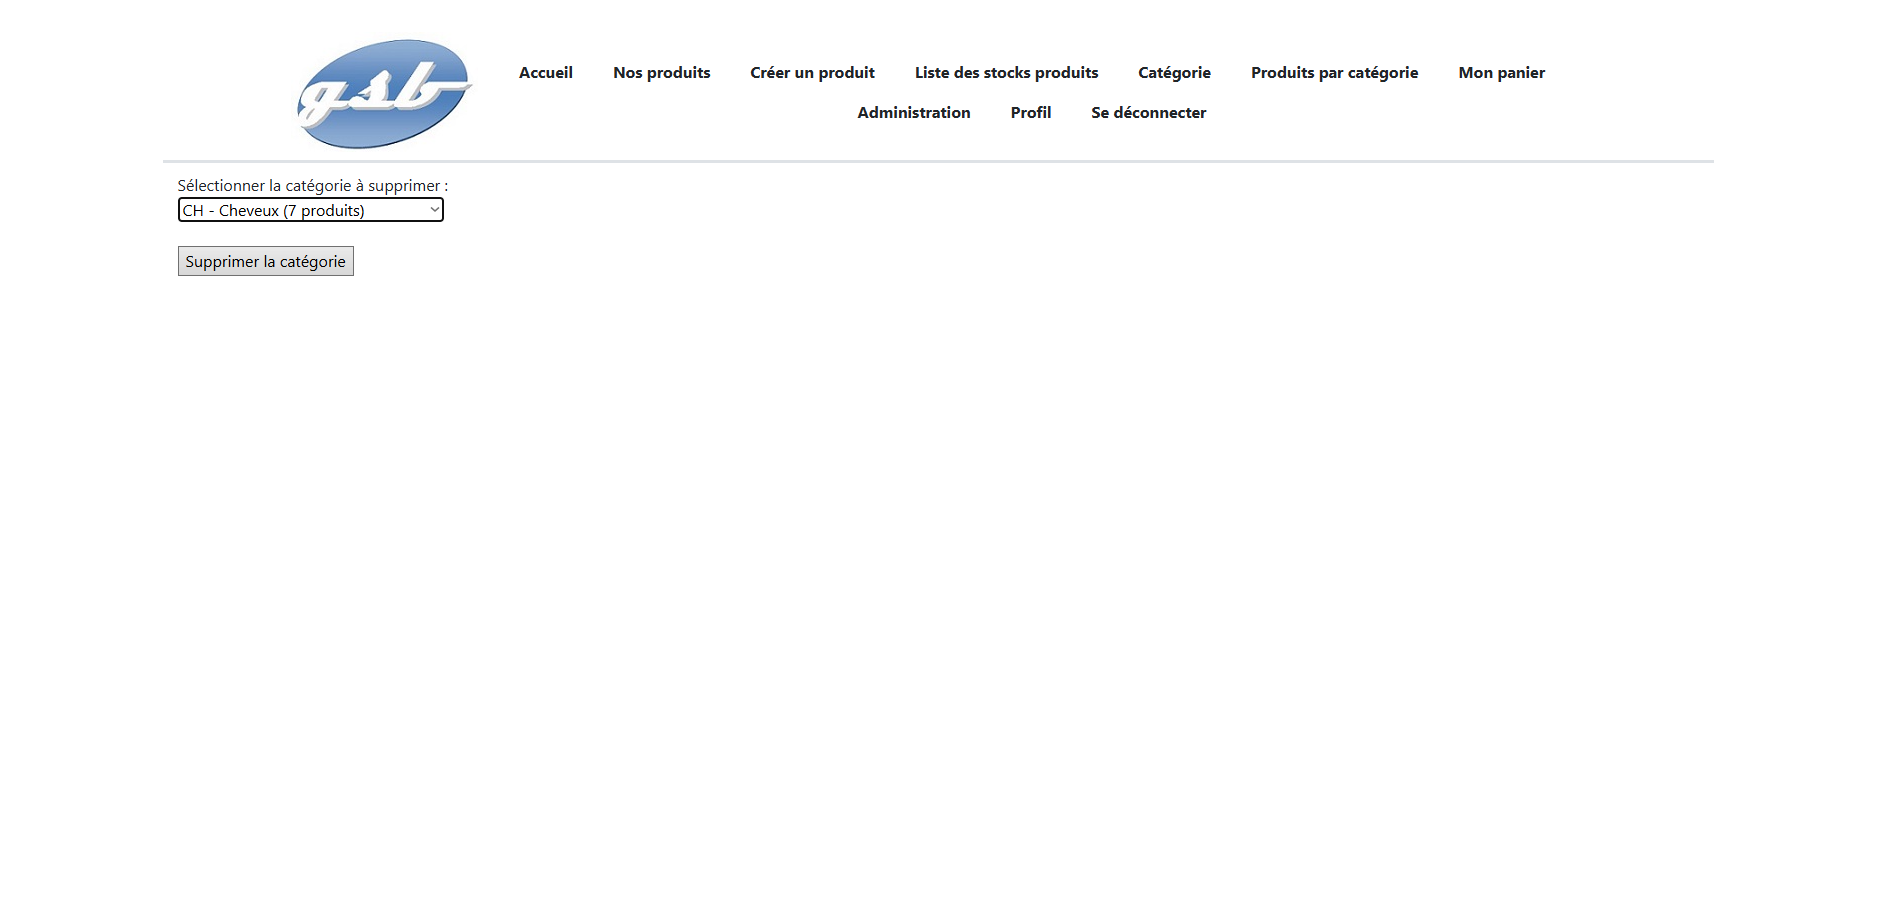 gsb
Accueil Nos produits Créer un produit Liste des stocks produits Catégorie Produits par catégorie Mon panier
Administration Profil Se déconnecter
Sélectionner la catégorie à supprimer :
CH - Cheveux (7 produits)
Supprimer la catégorie